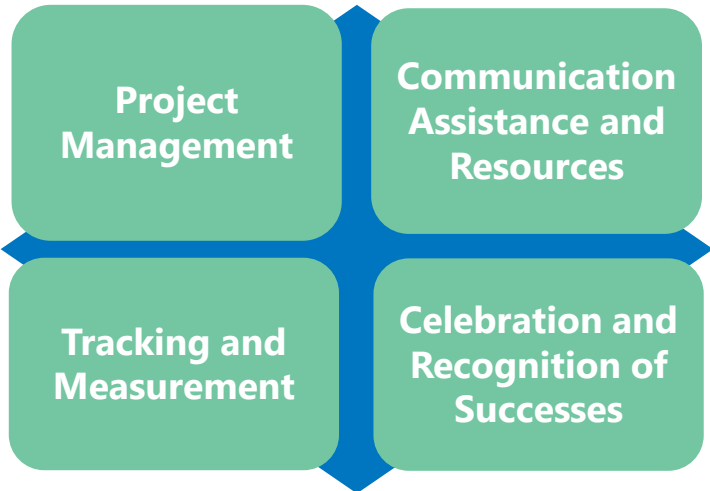 Project
Management
Communication
Assistance and
Resources
Tracking and
Measurement
Celebration and
Recognition of
Successes